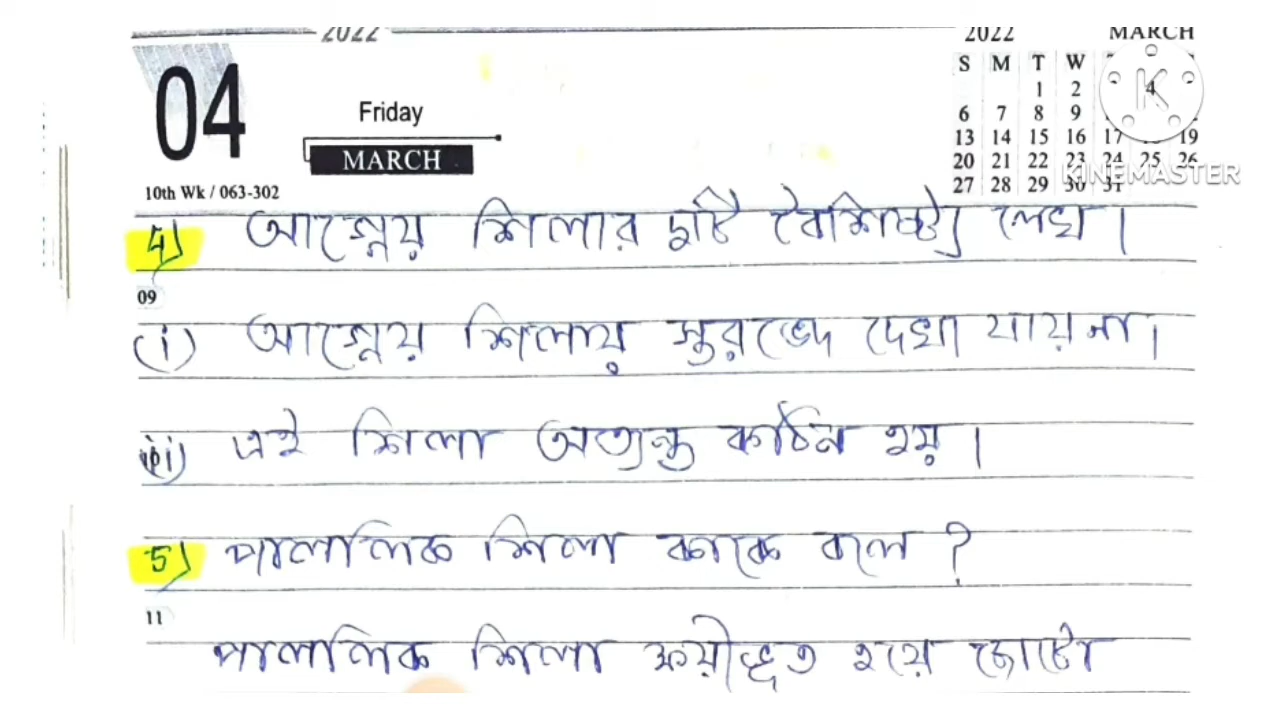 2022
2022 MARCH
04
Friday
MARCH
10th Wk / 063-302
S M T W
1 2 4
6 7 8 9
13 14 15 16 17 19
20 21 22 23 24 25 26
27 28 29 30 31
KINEMASTER
4) আগ্নেয় শিলার দুটি বৈশিষ্ট্য লেখ।
09
(i) আগ্নেয় শিলায় স্তরভেদ দেখা যায় না।
(ii) এই শিলা অত্যন্ত কঠিন হয়।
5) পাললিক শিলা কাকে বলে ?
11
পাললিক শিলা ক্ষয়ীভূত হয়ে ছোটো